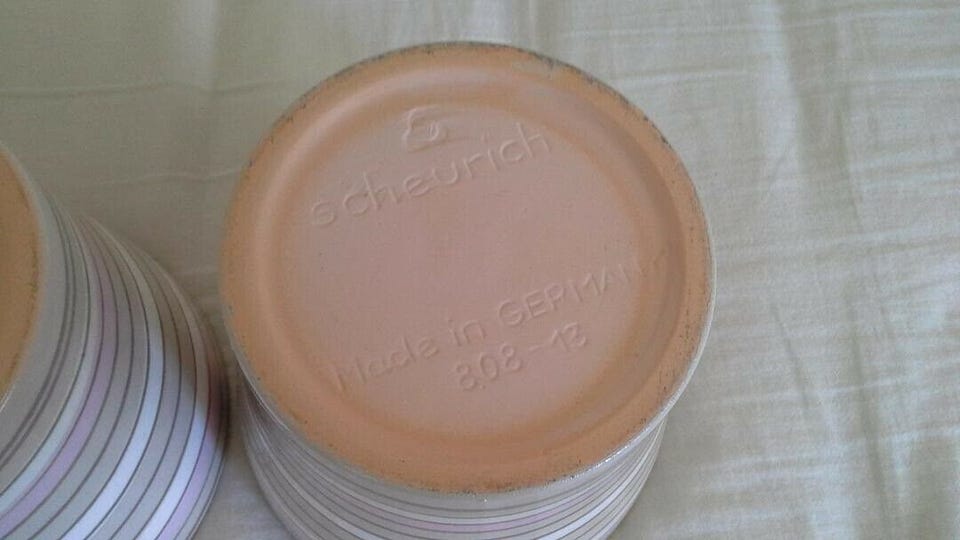 scheurich
Made in GERMANY
808-13